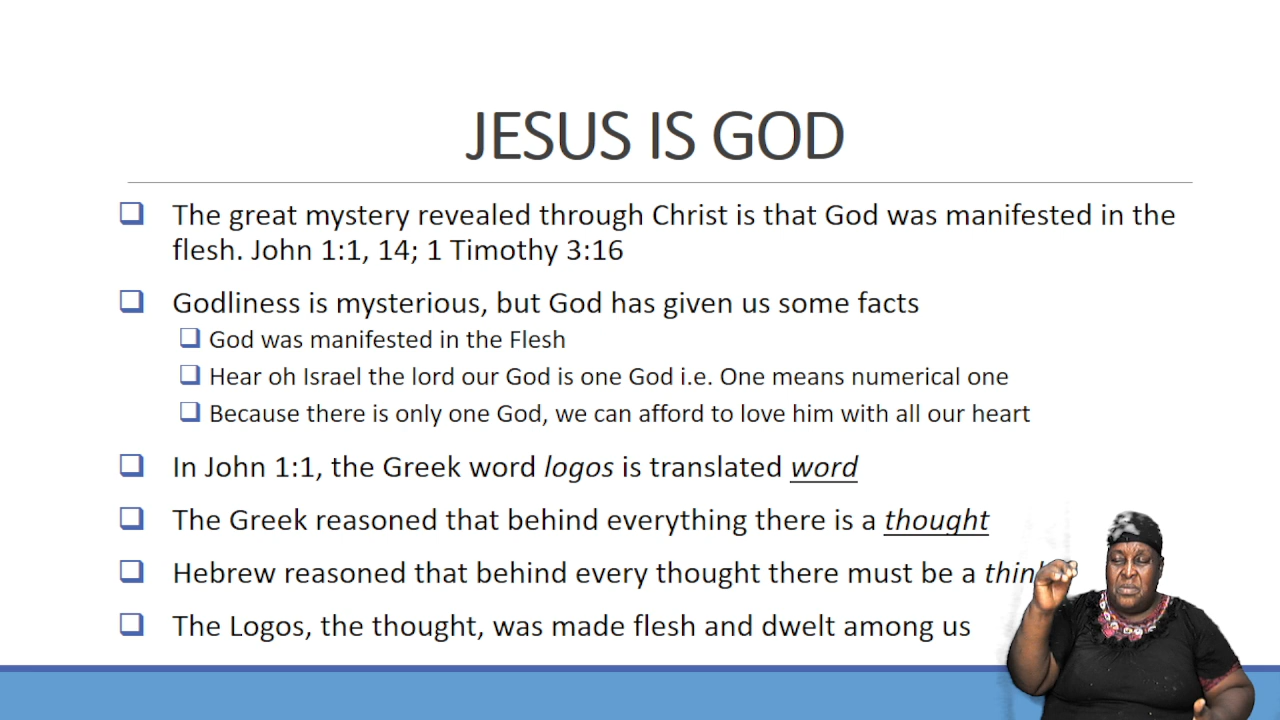 JESUS IS GOD
The great mystery revealed through Christ is that God was manifested in the
flesh. John 1:1, 14; 1 Timothy 3:16
Godliness is mysterious, but God has given us some facts
God was manifested in the Flesh
Hear oh Israel the lord our God is one God i.e. One means numerical one
Because there is only one God, we can afford to love him with all our heart
In John 1:1, the Greek word logos is translated word
The Greek reasoned that behind everything there is a thought
Hebrew reasoned that behind every thought there must be a
The Logos, the thought, was made flesh and dwelt among us